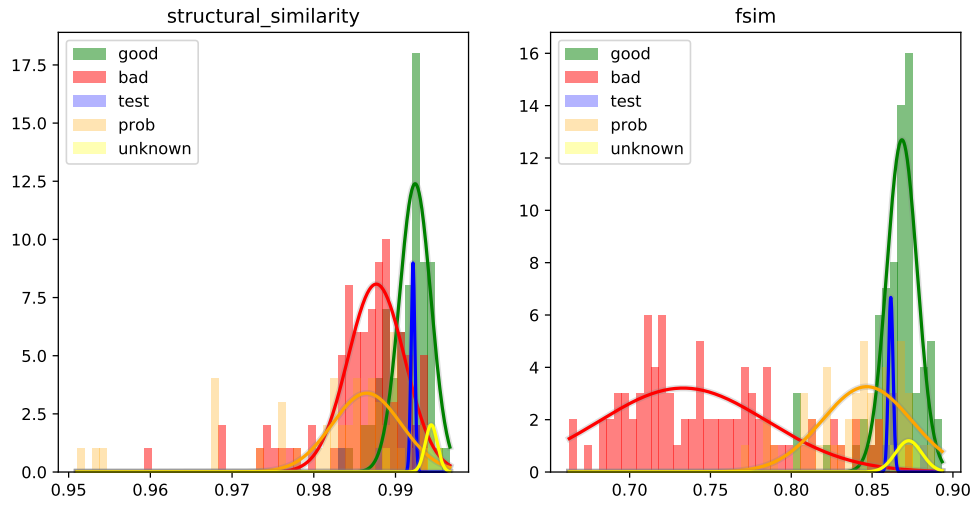 structural_similarity
good
bad
test
prob
unknown
17.5
15.0
12.5
10.0
7.5
5.0
2.5
0.0
0.95
0.96
0.97
0.98
0.99
fsim
good
bad
test
prob
unknown
16
14
12
10
8
6
4
2
0
0.70
0.75
0.80
0.85
0.90